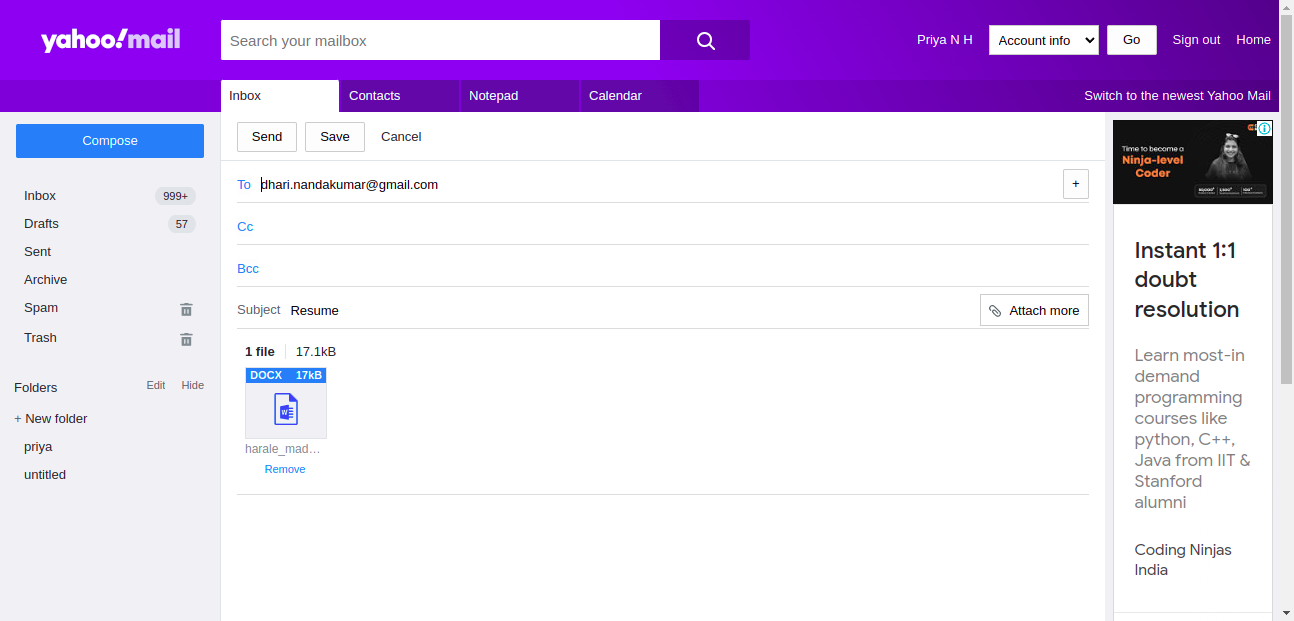 yahoo!mail
Search your mailbox
Priya N H
Account info
Go
Sign out
Home
Inbox
Contacts
Notepad
Calendar
Switch to the newest Yahoo Mail
Compose
Inbox 999+
Drafts 57
Sent
Archive
Spam
Trash
Folders Edit Hide
+ New folder
priya
untitled
Send Save Cancel
To dhari.nandakumar@gmail.com +
Cc
Bcc
Subject Resume Attach more
1 file 17.1kB
DOCX 17kB
W
harale_mad…
Remove
Time to become a
Ninja-level
Coder
Instant 1:1
doubt
resolution
Learn most-in
demand
programming
courses like
python, C++,
Java from IIT &
Stanford
alumni
Coding Ninjas
India